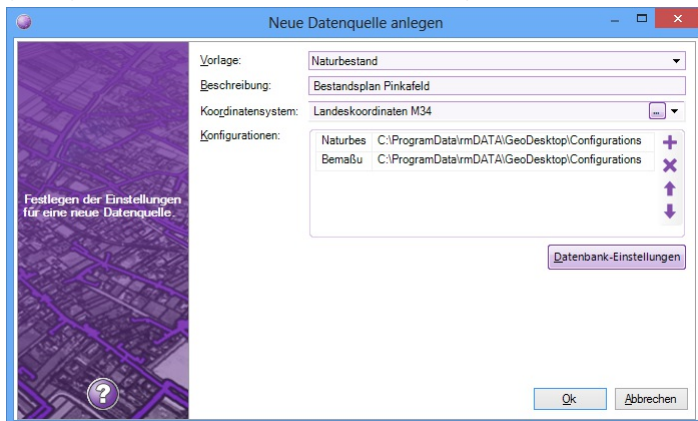 Neue Datenquelle anlegen
Vorlage: Naturbestand
Beschreibung: Bestandsplan Pinkafeld
Koordinatensystem: Landeskoordinaten M34 ...
Konfigurationen: Naturbes C:\ProgramData\rmDATA\GeoDesktop\Configurations
Bemaßu C:\ProgramData\rmDATA\GeoDesktop\Configurations
Festlegen der Einstellungen
für eine neue Datenquelle.
Datenbank-Einstellungen
?
Ok Abbrechen